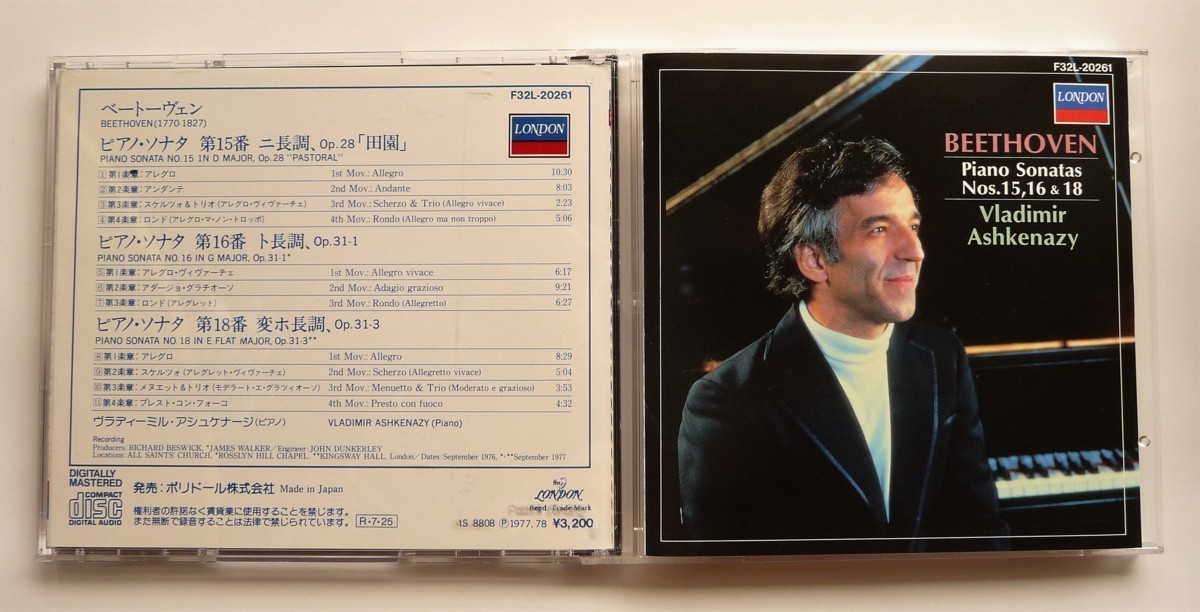 F32L-20261
LONDON
ベートーヴェン
BEETHOVEN (1770-1827)
ピアノ・ソナタ 第15番 ニ長調、Op.28「田園」
PIANO SONATA NO.15 IN D MAJOR, Op.28 "PASTORAL"
1 第1楽章：アレグロ 1st Mov.: Allegro 10:30
2 第2楽章：アンダンテ 2nd Mov.: Andante 8:03
3 第3楽章：スケルツォ&トリオ（アレグロ・ヴィヴァーチェ） 3rd Mov.: Scherzo & Trio (Allegro vivace) 2:23
4 第4楽章：ロンド（アレグロ・マ・ノン・トロッポ） 4th Mov.: Rondo (Allegro ma non troppo) 5:06
ピアノ・ソナタ 第16番 ト長調、Op.31-1
PIANO SONATA NO.16 IN G MAJOR, Op.31-1*
5 第1楽章：アレグロ・ヴィヴァーチェ 1st Mov.: Allegro vivace 6:17
6 第2楽章：アダージョ・グラチオーソ 2nd Mov.: Adagio grazioso 9:21
7 第3楽章：ロンド（アレグレット） 3rd Mov.: Rondo (Allegretto) 6:27
ピアノ・ソナタ 第18番 変ホ長調、Op.31-3
PIANO SONATA NO.18 IN E FLAT MAJOR, Op.31-3**
8 第1楽章：アレグロ 1st Mov.: Allegro 8:29
9 第2楽章：スケルツォ（アレグレット・ヴィヴァーチェ） 2nd Mov.: Scherzo (Allegretto vivace) 5:04
10 第3楽章：メヌエット&トリオ（モデラート・エ・グラツィオーソ） 3rd Mov.: Menuetto & Trio (Moderato e grazioso) 3:53
11 第4楽章：プレスト・コン・フォーコ 4th Mov.: Presto con fuoco 4:32
ヴラディーミル・アシュケナージ（ピアノ） VLADIMIR ASHKENAZY (Piano)
Recording
Producers: RICHARD BESWICK, *JAMES WALKER/Engineer: JOHN DUNKERLEY
Locations: ALL SAINTS' CHURCH, *ROSSLYN HILL CHAPEL **KINGSWAY HALL, London/Dates: September 1976, *,**September 1977
DIGITALLY
MASTERED
COMPACT
disc
DIGITAL AUDIO
発売：ポリドール株式会社 Made in Japan
権利者の許諾なく賃貸業に使用することを禁じます。
また無断で録音することは法律で禁じられています。
R・7・25
ffrr
LONDON
Regd. Trade Mark
IS 8808 Ⓟ1977, 78 ¥3,200
F32L-20261
LONDON
BEETHOVEN
Piano Sonatas
Nos.15,16 & 18
Vladimir
Ashkenazy